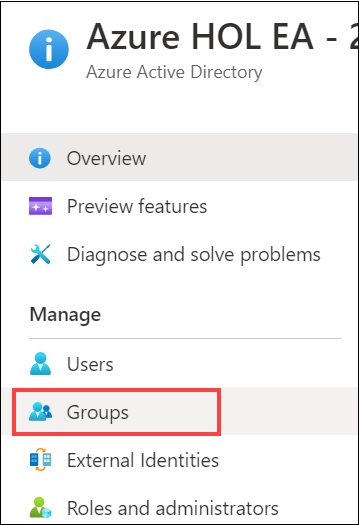 Azure HOL EA - 2
Azure Active Directory
Overview
Preview features
Diagnose and solve problems
Manage
Users
Groups
External Identities
Roles and administrators